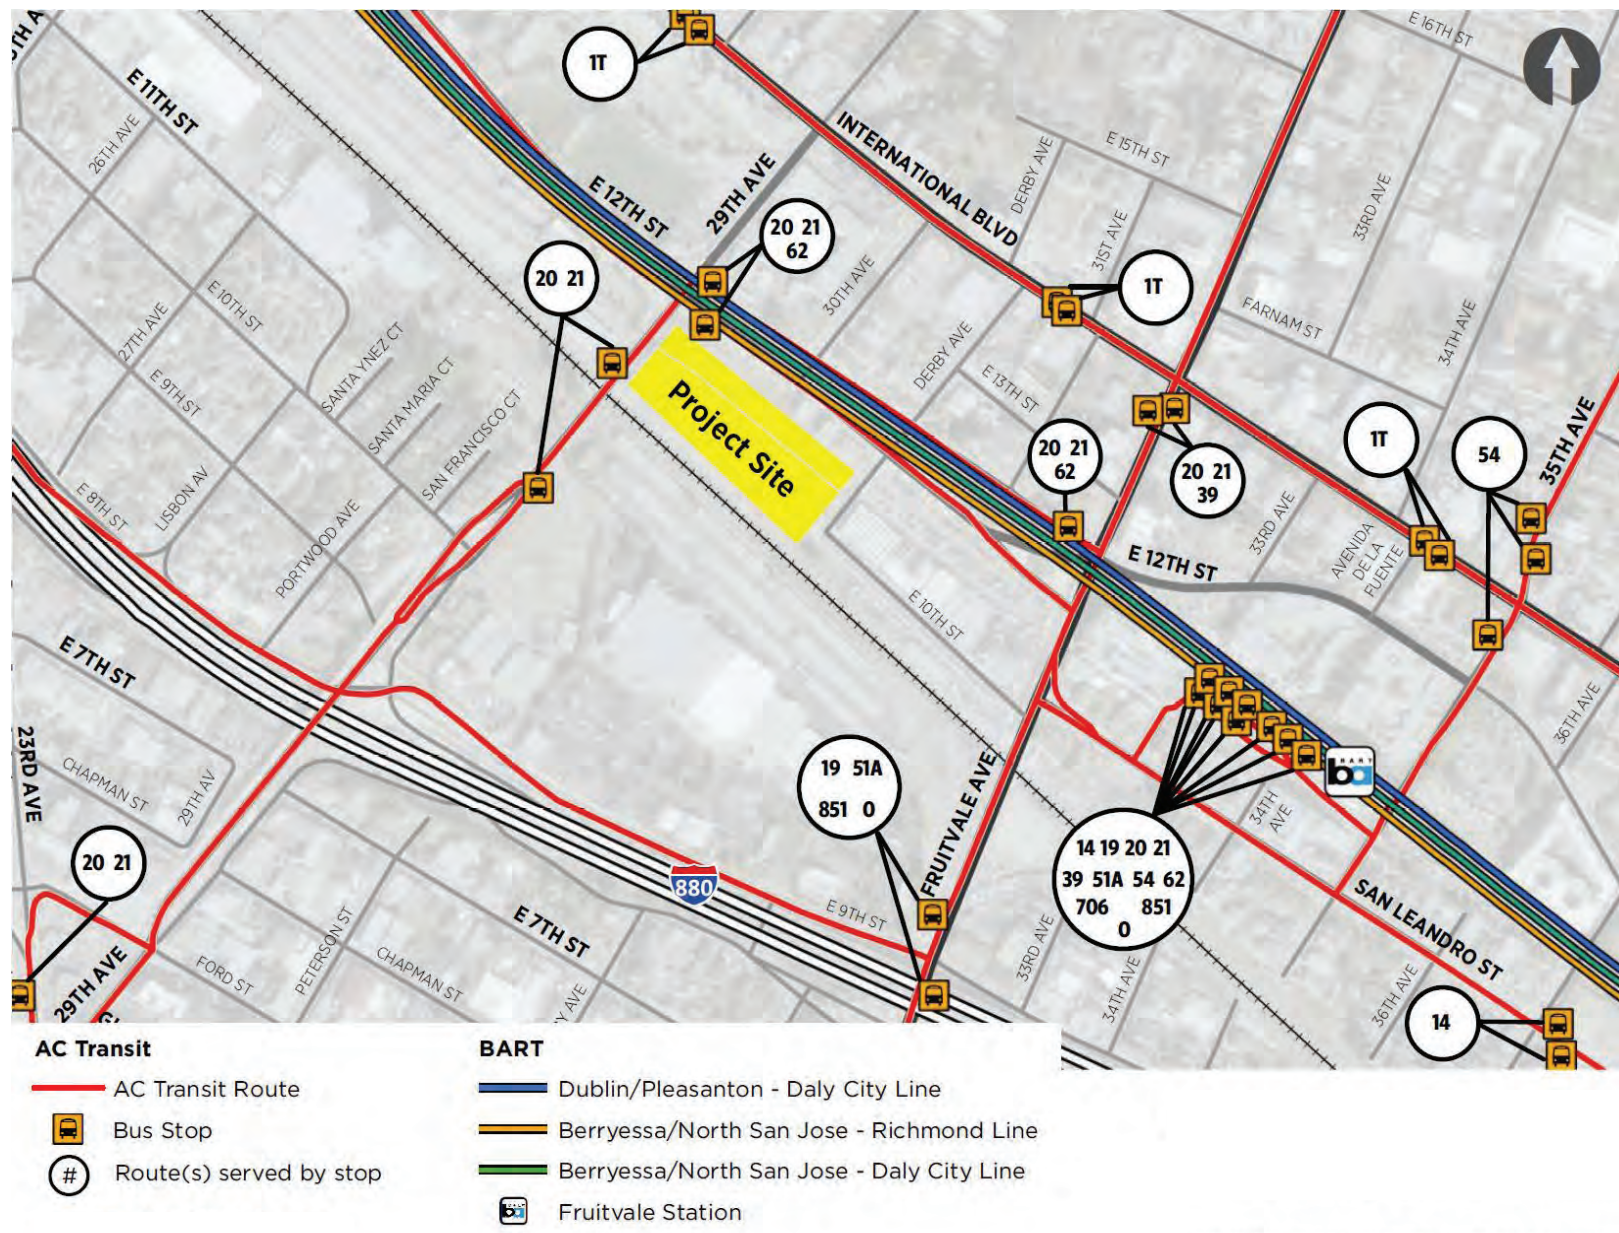 E 16TH ST
1T
E 11TH ST
26TH AVE
INTERNATIONAL BLVD
DERBY AVE
E 15TH ST
29TH AVE
E 12TH ST
33RD AVE
31ST AVE
20 21
62
20 21
30TH AVE
1T
E 10TH ST
27TH AVE
SANTA YNEZ CT
FARNAM ST
34TH AVE
DERBY AVE
E 13TH ST
E 9TH ST
SANTA MARIA CT
SAN FRANCISCO CT
Project Site
20 21
62
20 21
39
1T
54
35TH AVE
E 8TH ST
LISBON AV
PORTWOOD AVE
33RD AVE
AVENIDA
DE LA
FUENTE
E 12TH ST
E 10TH ST
E 7TH ST
36TH AVE
23RD AVE
CHAPMAN ST
29TH AV
19 51A
851 0
FRUITVALE AVE
BART
34TH
AVE
20 21
880
14 19 20 21
39 51A 54 62
706 851
0
E 9TH ST
E 7TH ST
SAN LEANDRO ST
PETERSON ST
FORD ST
CHAPMAN ST
33RD AVE
34TH AVE
36TH AVE
29TH AVE
14
AC Transit
AC Transit Route
Bus Stop
# Route(s) served by stop
BART
Dublin/Pleasanton - Daly City Line
Berryessa/North San Jose - Richmond Line
Berryessa/North San Jose - Daly City Line
Fruitvale Station